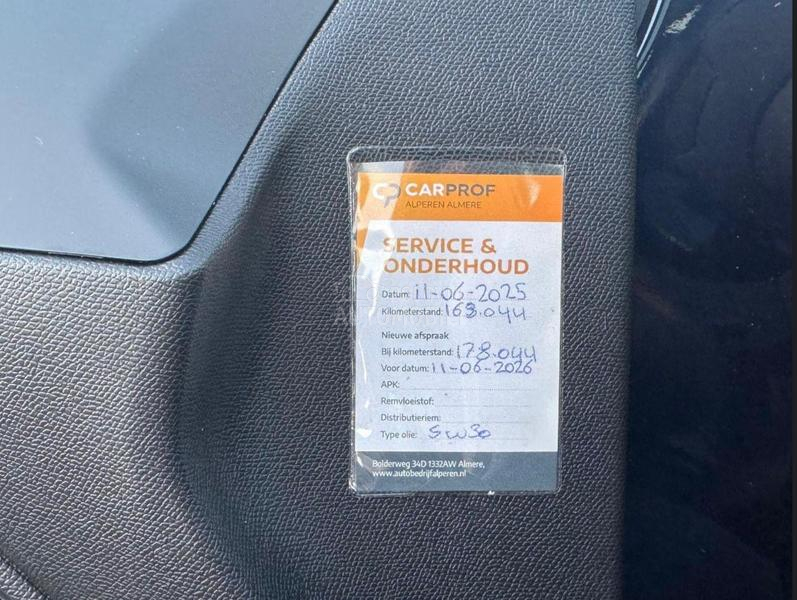 CARPROF
ALPEREN ALMERE
SERVICE &
ONDERHOUD
Datum: 11-06-2025
Kilometerstand: 163.044
Nieuwe afspraak
Bij kilometerstand: 178.044
Voor datum: 11-06-2026
APK:
Remvloeistof:
Distributieriem:
Type olie: 5w30
Bolderweg 34D 1332AW Almere,
www.autobedrijfalperen.nl